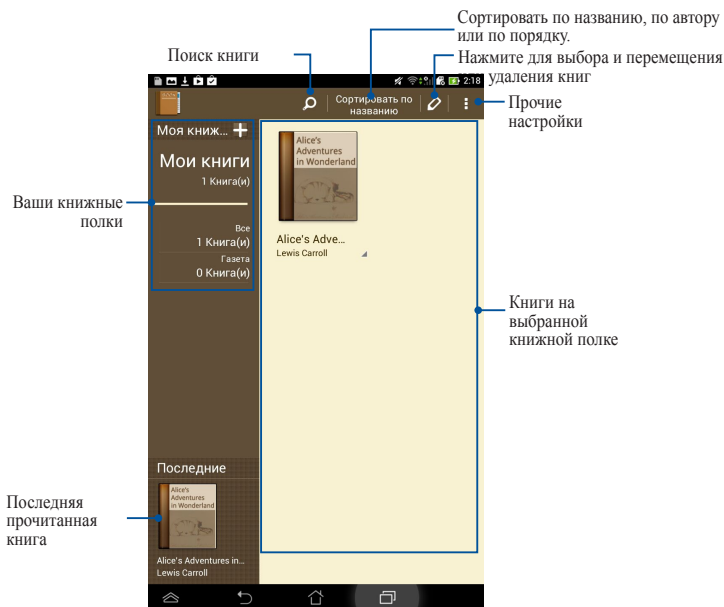 Сортировать по названию, по автору
или по порядку.
Поиск книги
Нажмите для выбора и перемещения
удаления книг
2:18
Сортировать по
названию
Прочие
настройки
Моя книж...
Мои книги
1 Книга(и)
Ваши книжные
полки
Все
1 Книга(и)
Газета
0 Книга(и)
Alice's
Adventures
in Wonderland
Alice's Adve...
Lewis Carroll
Книги на
выбранной
книжной полке
Последние
Последняя
прочитанная
книга
Alice's
Adventures
in Wonderland
Alice's Adventures in...
Lewis Carroll